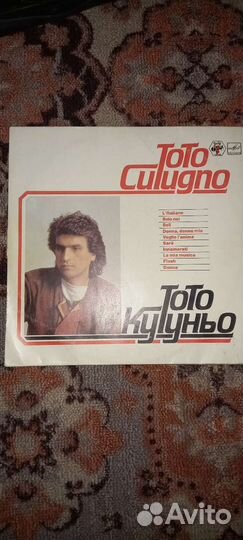 TOTO
CUTUGNO
L'italiano
Solo noi
Soli
Donna, donna mia
Voglio l'anima
Sarà
Innamorati
La mia musica
Flash
Donna
ТОТО
КУТУНЬО
Avito